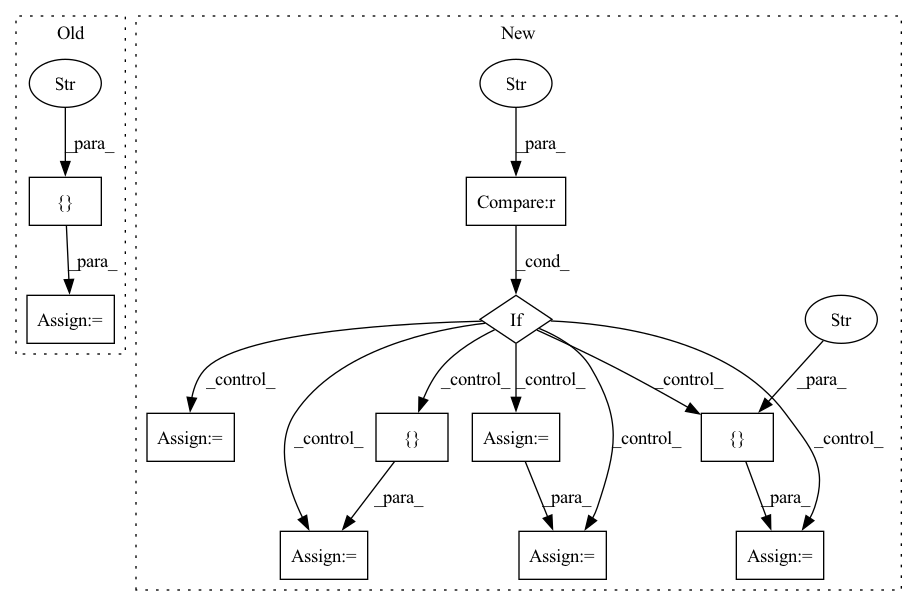 Old
New
Str
Str
_para_
_para_
{}
Compare:r
_para_
_cond_
Assign:=
If
Str
_control_
_control_
_control_
_control_
_para_
Assign:=
_control_
{}
Assign:=
_control_
{}
_control_
_para_
_para_
_para_
Assign:=
Assign:=
Assign:=